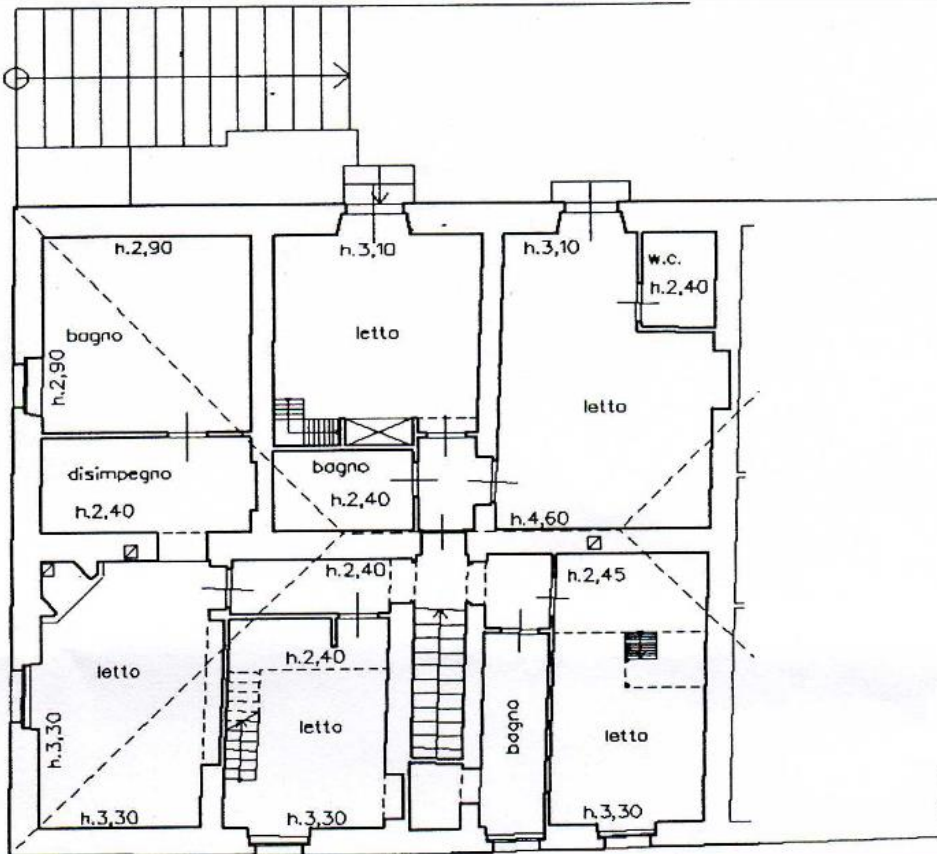 h.2,90
bagno
h.2,90
h.3,10
letto
h.3,10
w.c.
h.2,40
letto
h.4,60
disimpegno
h.2,40
bagno
h.2,40
h.2,40
h.2,45
letto
h.3,30
h.3,30
h.2,40
letto
h.3,30
bagno
letto
h.3,30